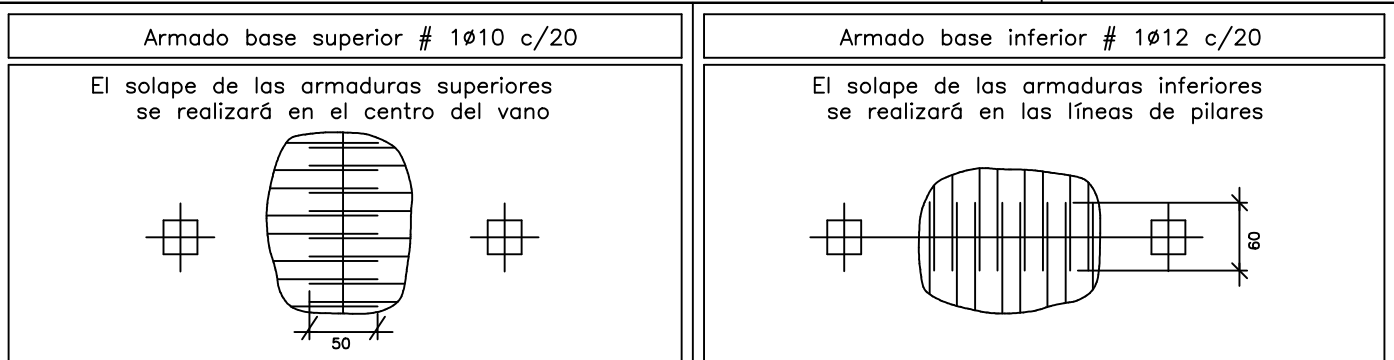 Armado base superior # 1ø10 c/20
El solape de las armaduras superiores
se realizará en el centro del vano
50
Armado base inferior # 1ø12 c/20
El solape de las armaduras inferiores
se realizará en las líneas de pilares
60